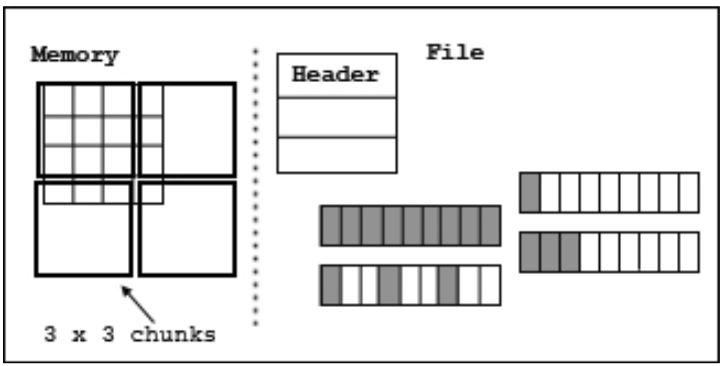 Memory
File
Header
3 x 3 chunks